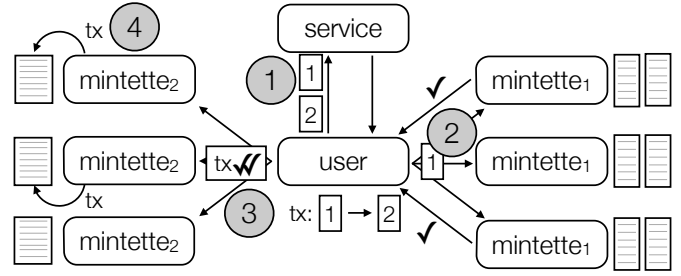 tx 4
service
mintette2
1
1
2
mintette1
mintette2
tx✔✔
user
2
1
mintette1
tx
3
tx: 1 → 2
mintette2
mintette1